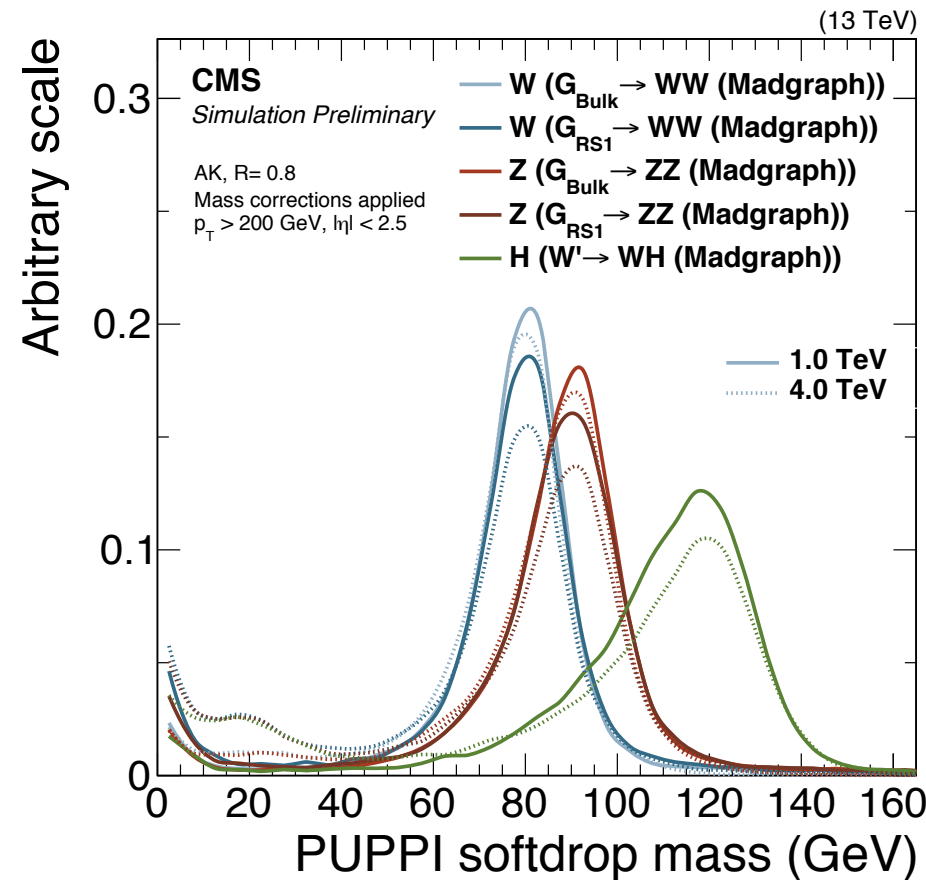 (13 TeV)
Arbitrary scale
CMS
Simulation Preliminary
AK, R= 0.8
Mass corrections applied
p_T > 200 GeV, |η| < 2.5
W (G_Bulk → WW (Madgraph))
W (G_RS1 → WW (Madgraph))
Z (G_Bulk → ZZ (Madgraph))
Z (G_RS1 → ZZ (Madgraph))
H (W' → WH (Madgraph))
1.0 TeV
4.0 TeV
0.3
0.2
0.1
0
0 20 40 60 80 100 120 140 160
PUPPI softdrop mass (GeV)